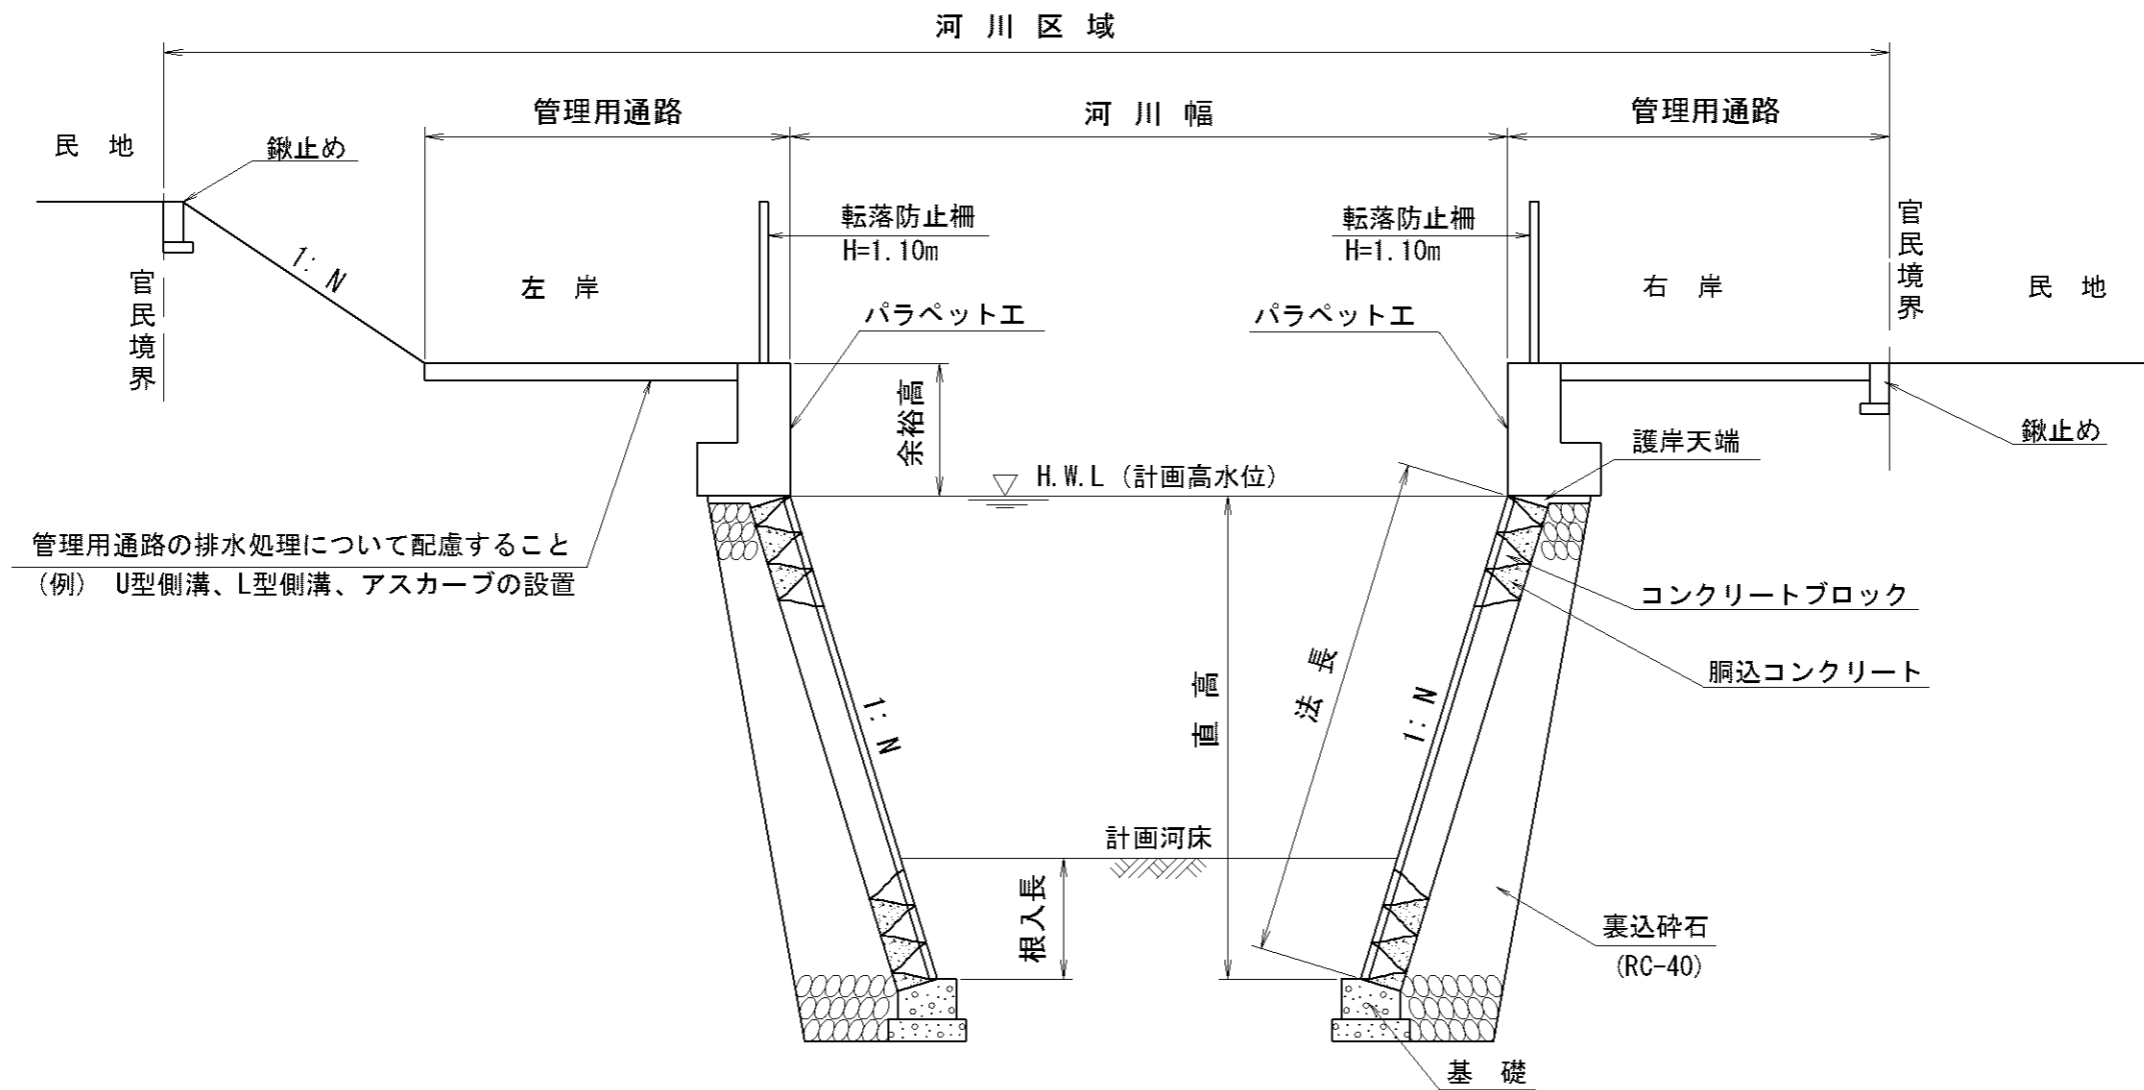 河川区域
管理用通路
河川幅
管理用通路
民地
鍬止め
転落防止柵
H=1.10m
転落防止柵
H=1.10m
官民境界
1:N
官民境界
左岸
右岸
民地
パラペット工
パラペット工
余裕高
鍬止め
護岸天端
H.W.L (計画高水位)
管理用通路の排水処理について配慮すること
(例) U型側溝、L型側溝、アスカーブの設置
コンクリートブロック
胴込コンクリート
1:N
直高
法長
1:N
計画河床
根入長
裏込砕石
(RC-40)
基礎